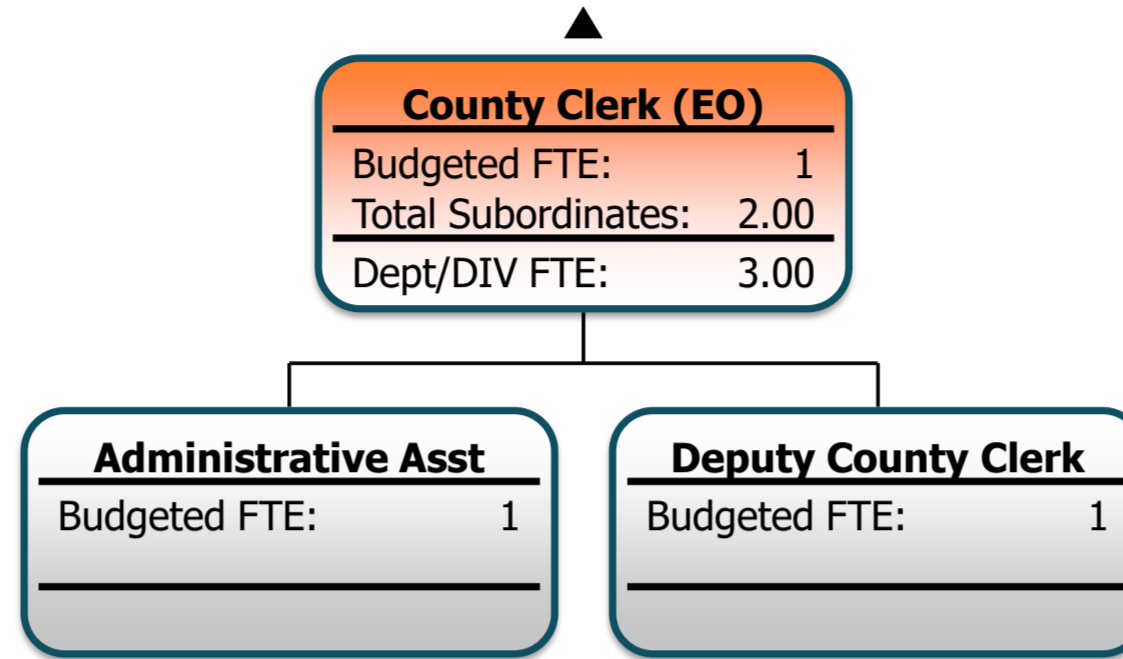 County Clerk (EO)
Budgeted FTE: 1
Total Subordinates: 2.00
Dept/DIV FTE: 3.00
Administrative Asst
Budgeted FTE: 1
Deputy County Clerk
Budgeted FTE: 1